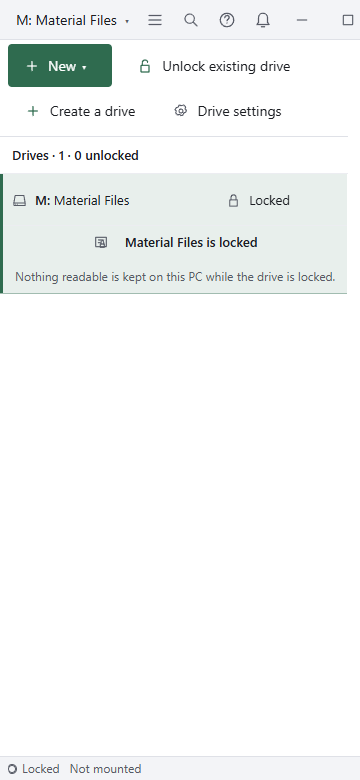 M: Material Files
New
Unlock existing drive
Create a drive
Drive settings
Drives · 1 · 0 unlocked
M: Material Files
Locked
Material Files is locked
Nothing readable is kept on this PC while the drive is locked.
Locked Not mounted